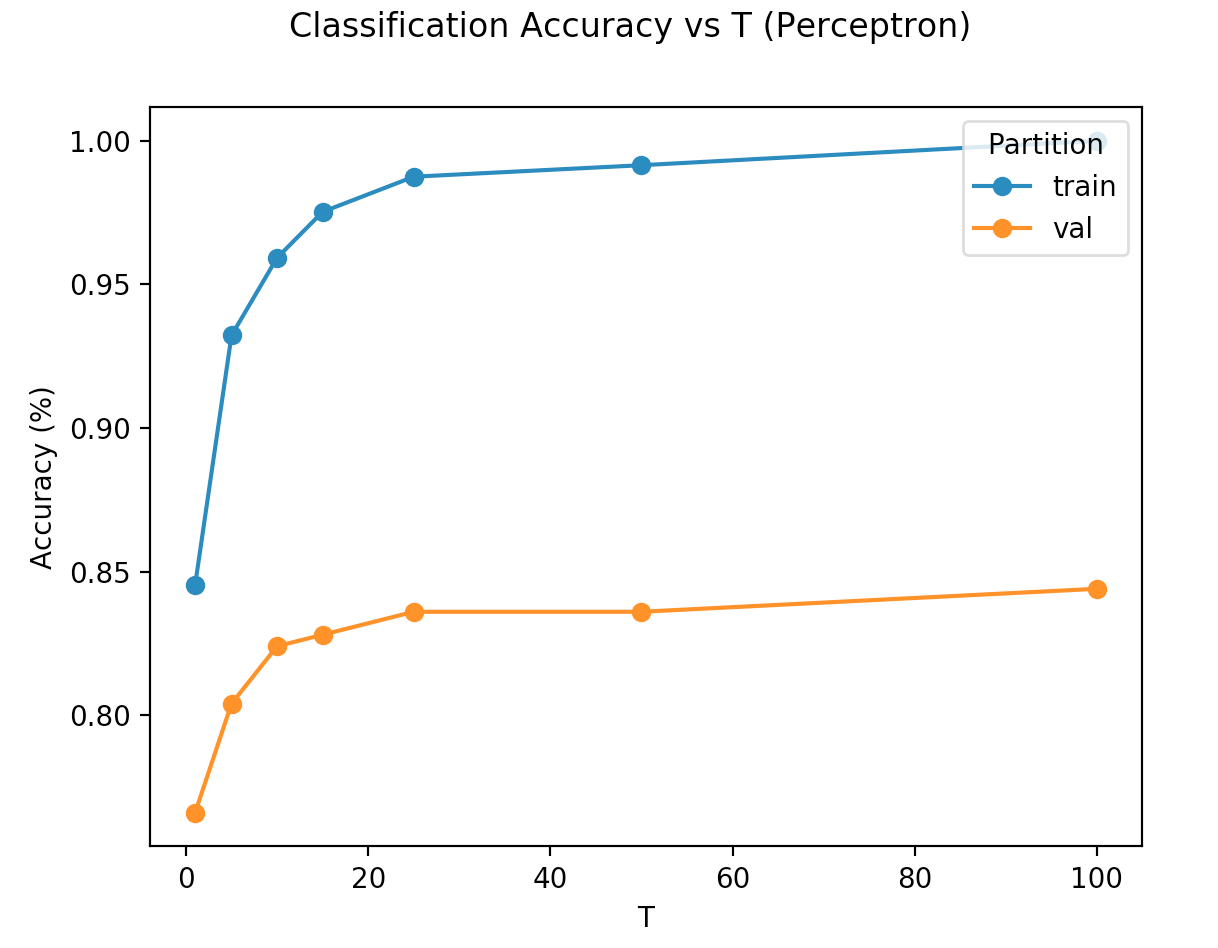 Classification Accuracy vs T (Perceptron)
1.00
0.95
0.90
0.85
0.80
Accuracy (%)
Partition
train
val
0 20 40 60 80 100
T